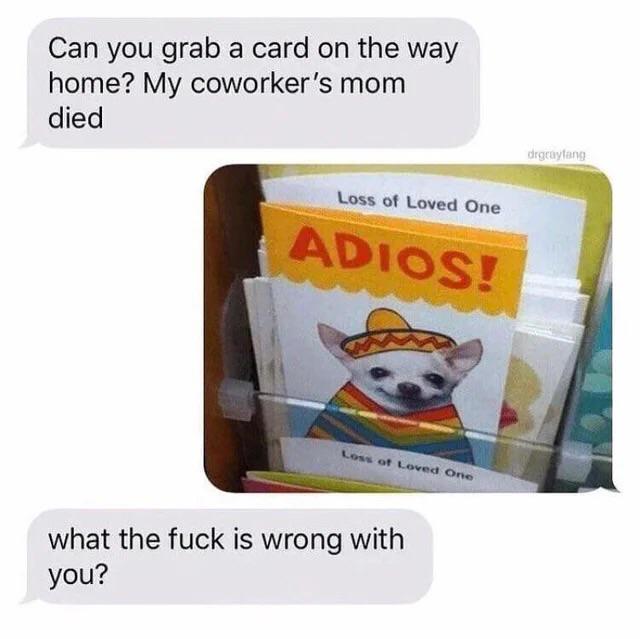 Can you grab a card on the way
home? My coworker's mom
died
drgrayfang
Loss of Loved One
ADIOS!
Loss of Loved One
what the fuck is wrong with
you?